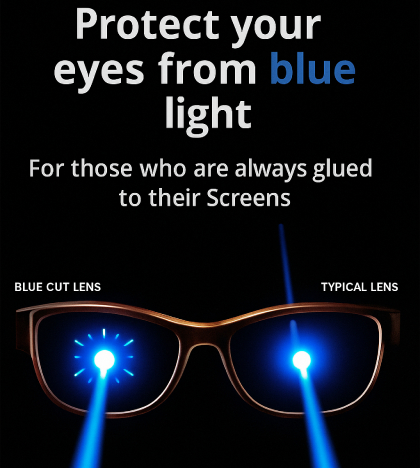 Protect your
eyes from blue
light
For those who are always glued
to their Screens
BLUE CUT LENS
TYPICAL LENS